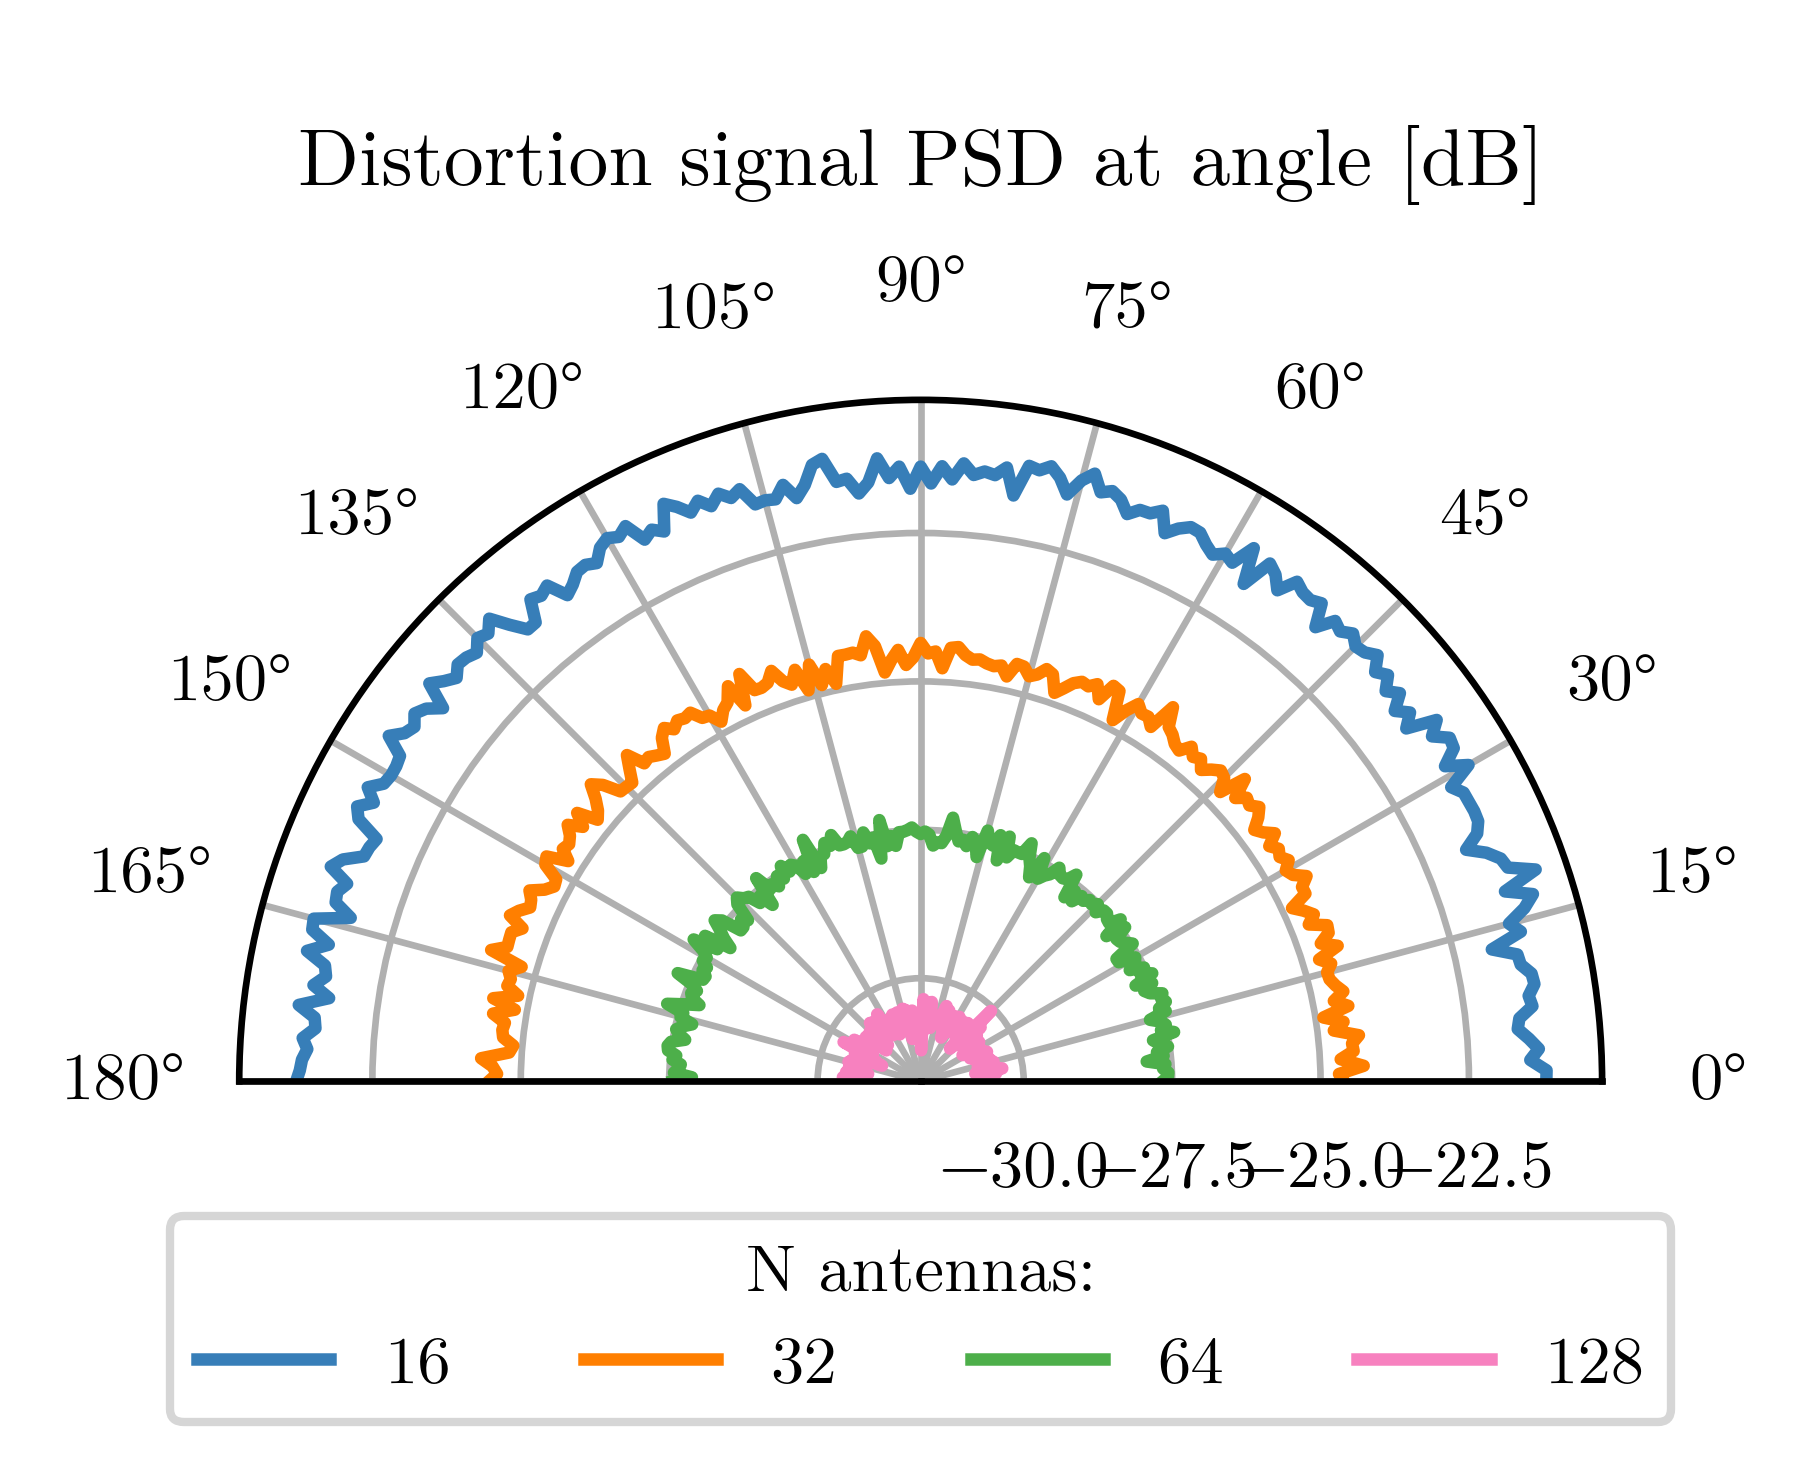 Distortion signal PSD at angle [dB]
90°
105° 75°
120° 60°
135° 45°
150° 30°
165° 15°
180° 0°
−30.0 −27.5 −25.0 −22.5
N antennas:
16 32 64 128